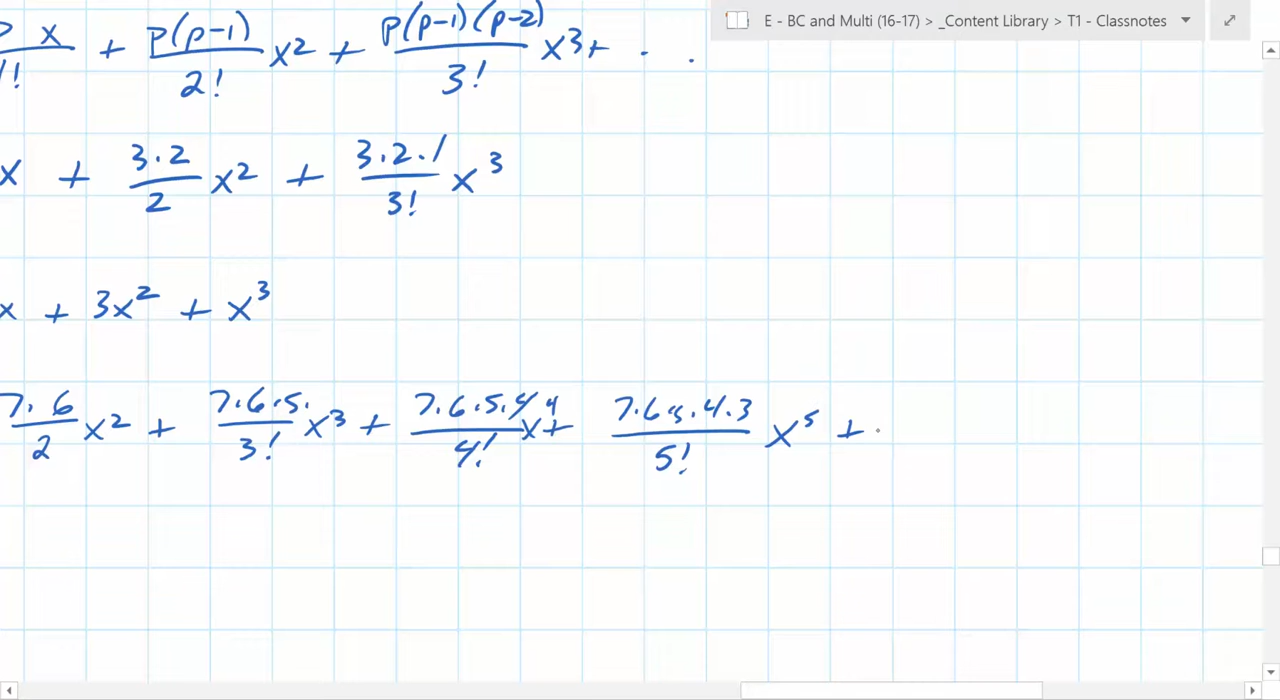 E - BC and Multi (16-17) > _Content Library > T1 - Classnotes
x/1! + p(p-1)/2! x² + p(p-1)(p-2)/3! x³ + . .
x + 3·2/2 x² + 3·2·1/3! x³
x + 3x² + x³
7·6/2 x² + 7·6·5·/3! x³ + 7·6·5·4/4! x⁴ + 7·6·5·4·3/5! x⁵ + ·